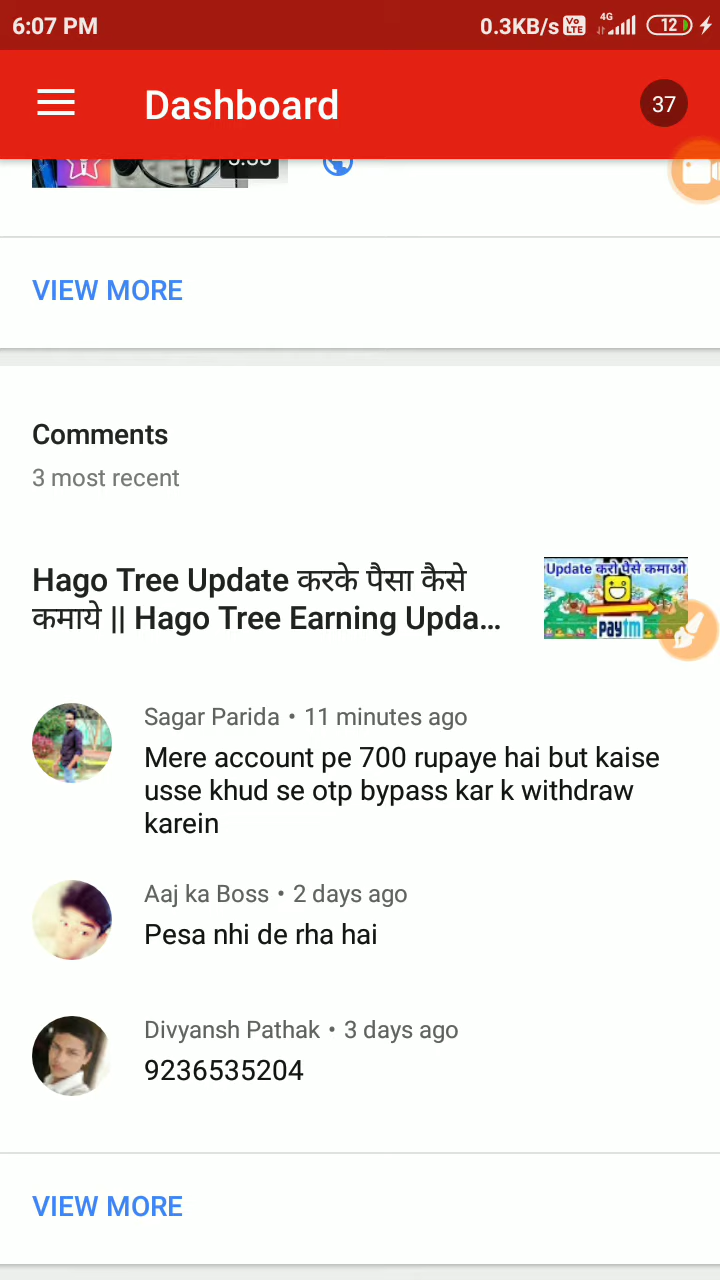 6:07 PM
0.3KB/s
Vo LTE
4G
12
Dashboard
37
VIEW MORE
Comments
3 most recent
Hago Tree Update करके पैसा कैसे
कमाये || Hago Tree Earning Upda...
Update करो पैसे कमाओ
paytm
Sagar Parida • 11 minutes ago
Mere account pe 700 rupaye hai but kaise
usse khud se otp bypass kar k withdraw
karein
Aaj ka Boss • 2 days ago
Pesa nhi de rha hai
Divyansh Pathak • 3 days ago
9236535204
VIEW MORE